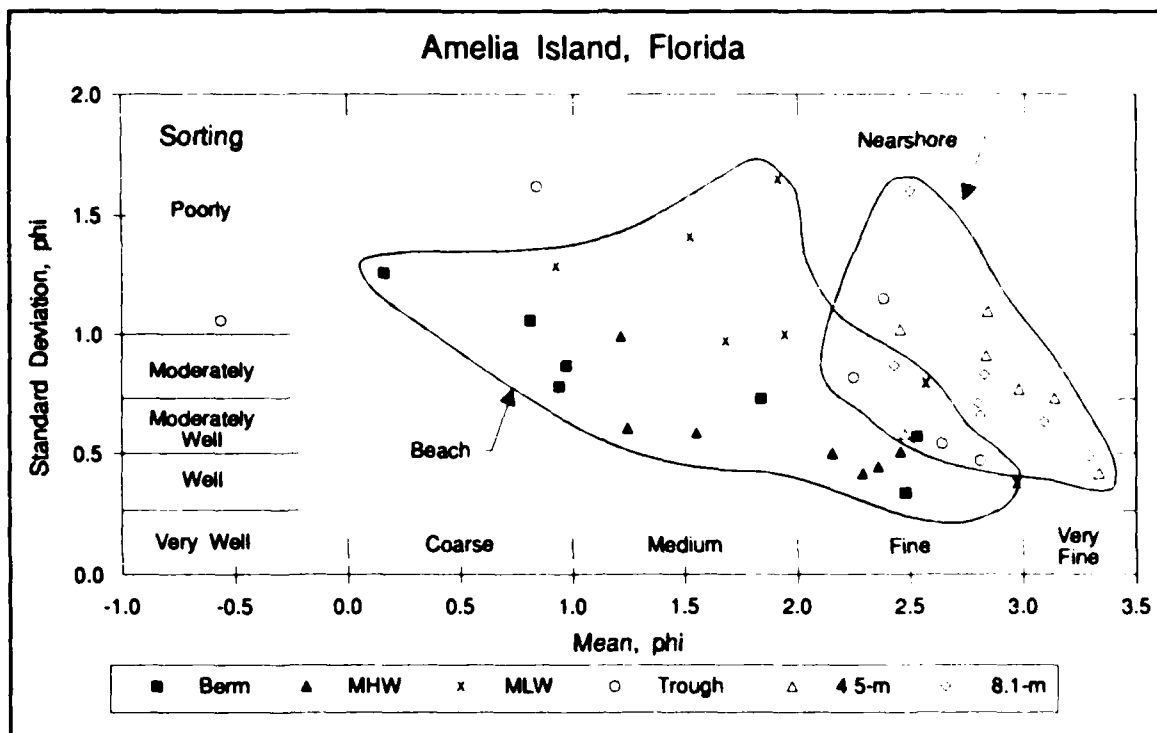 Amelia Island, Florida
Standard Deviation, phi
2.0
1.5
1.0
0.5
0.0
Sorting
Poorly
Moderately
Moderately
Well
Well
Very Well
Nearshore
Beach
Coarse
Medium
Fine
Very
Fine
-1.0 -0.5 0.0 0.5 1.0 1.5 2.0 2.5 3.0 3.5
Mean, phi
Berm MHW MLW Trough 4 5-m 8.1-m